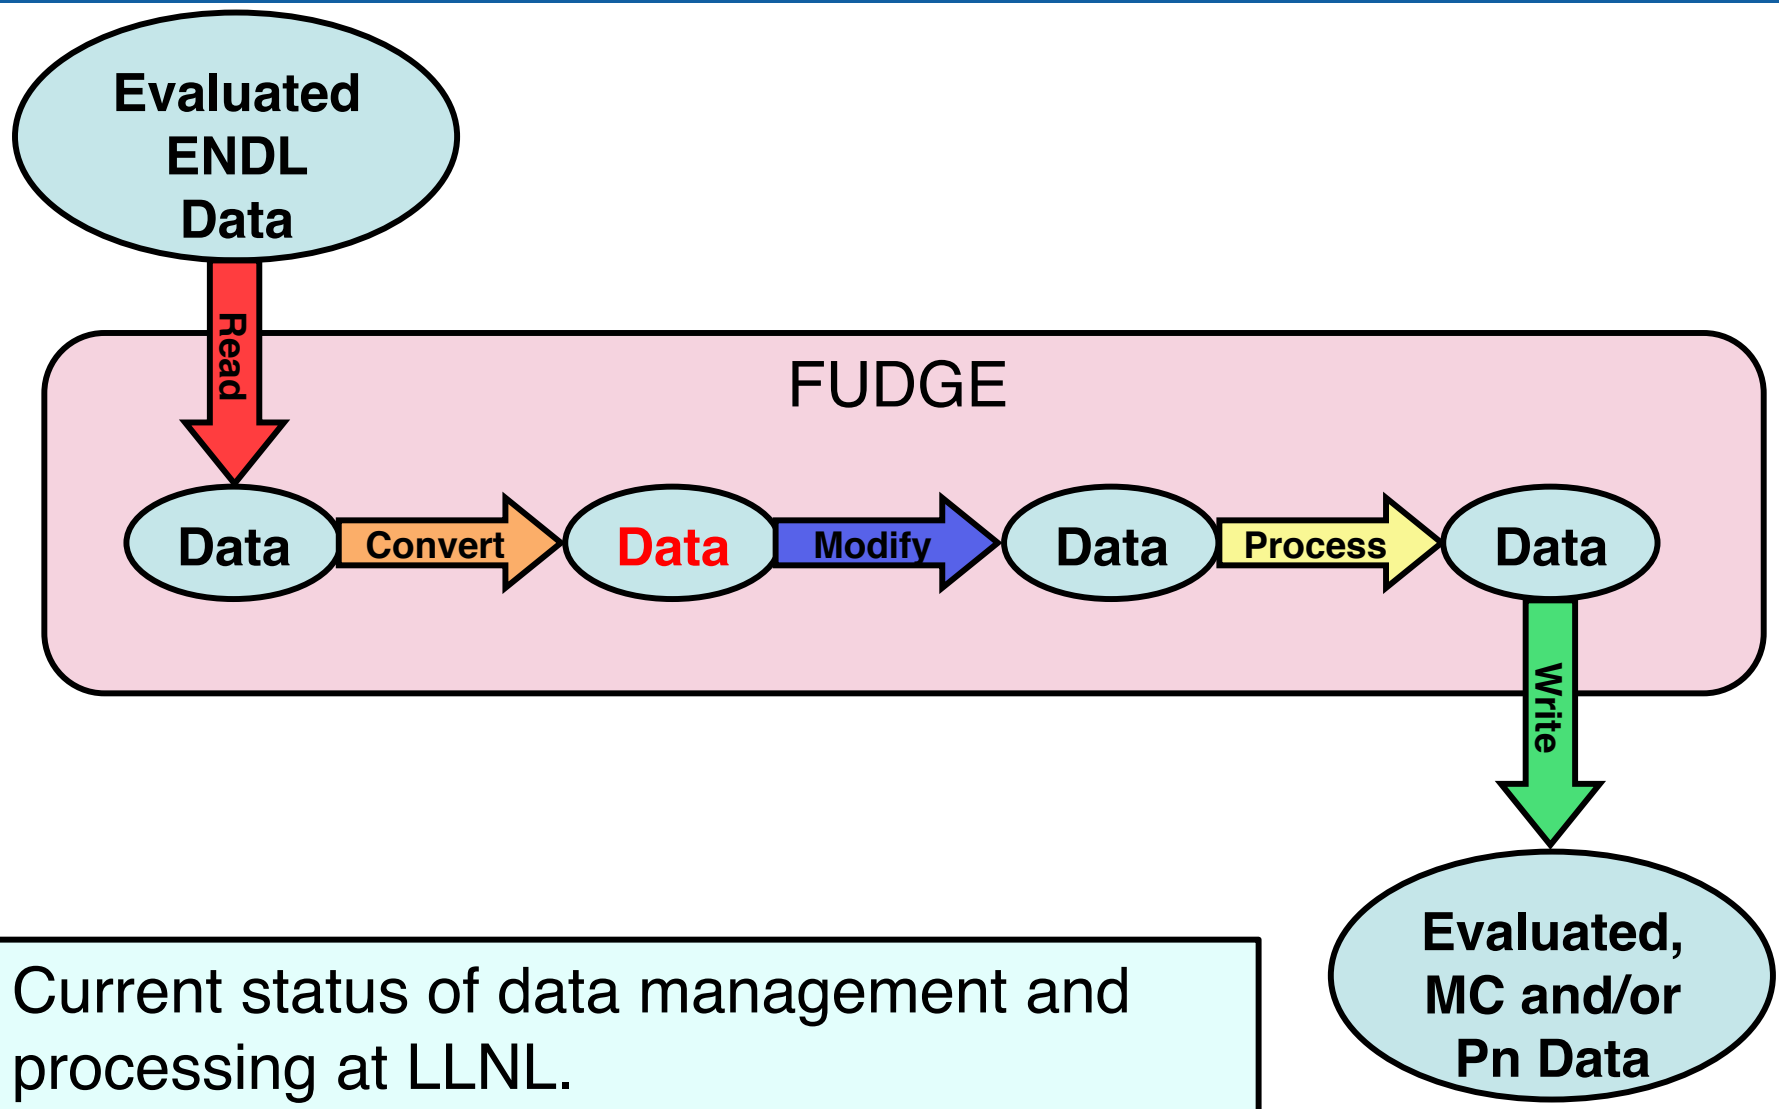 Evaluated
ENDL
Data
Read
FUDGE
Data
Convert
Data
Modify
Data
Process
Data
Write
Evaluated,
MC and/or
Pn Data
Current status of data management and
processing at LLNL.